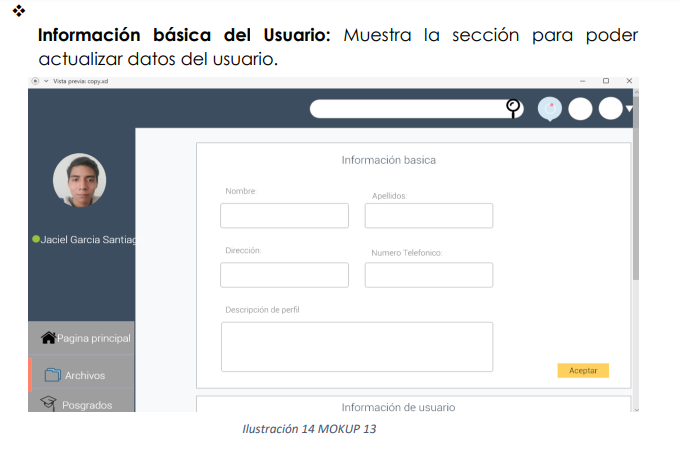 Información básica del Usuario: Muestra la sección para poder
actualizar datos del usuario.
Vista previa: copy.xd
Información basica
Nombre:
Apellidos:
Jaciel Garcia Santiag
Dirección:
Numero Telefonico:
Descripción de perfil
Pagina principal
Archivos
Aceptar
Posgrados
Información de usuario
Ilustración 14 MOKUP 13